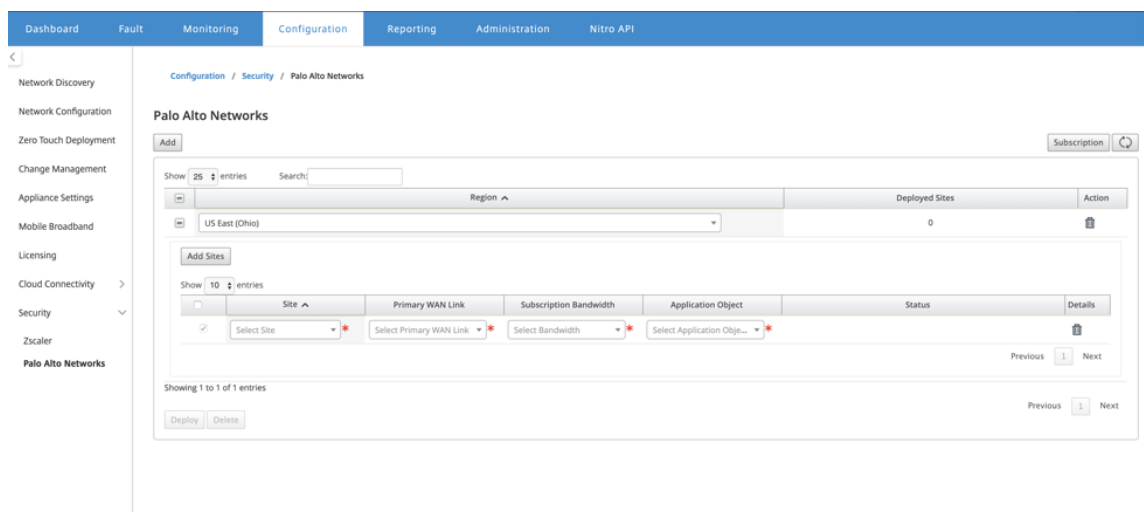 Dashboard Fault Monitoring Configuration Reporting Administration Nitro API
Configuration / Security / Palo Alto Networks
Network Discovery
Network Configuration
Zero Touch Deployment
Change Management
Appliance Settings
Mobile Broadband
Licensing
Cloud Connectivity
Security
Zscaler
Palo Alto Networks
Palo Alto Networks
Add Subscription
Show 25 entries Search:
Region Deployed Sites Action
US East (Ohio) 0
Add Sites
Show 10 entries
Site Primary WAN Link Subscription Bandwidth Application Object Status Details
Select Site * Select Primary WAN Link * Select Bandwidth * Select Application Obje... *
Previous 1 Next
Showing 1 to 1 of 1 entries
Previous 1 Next
Deploy Delete